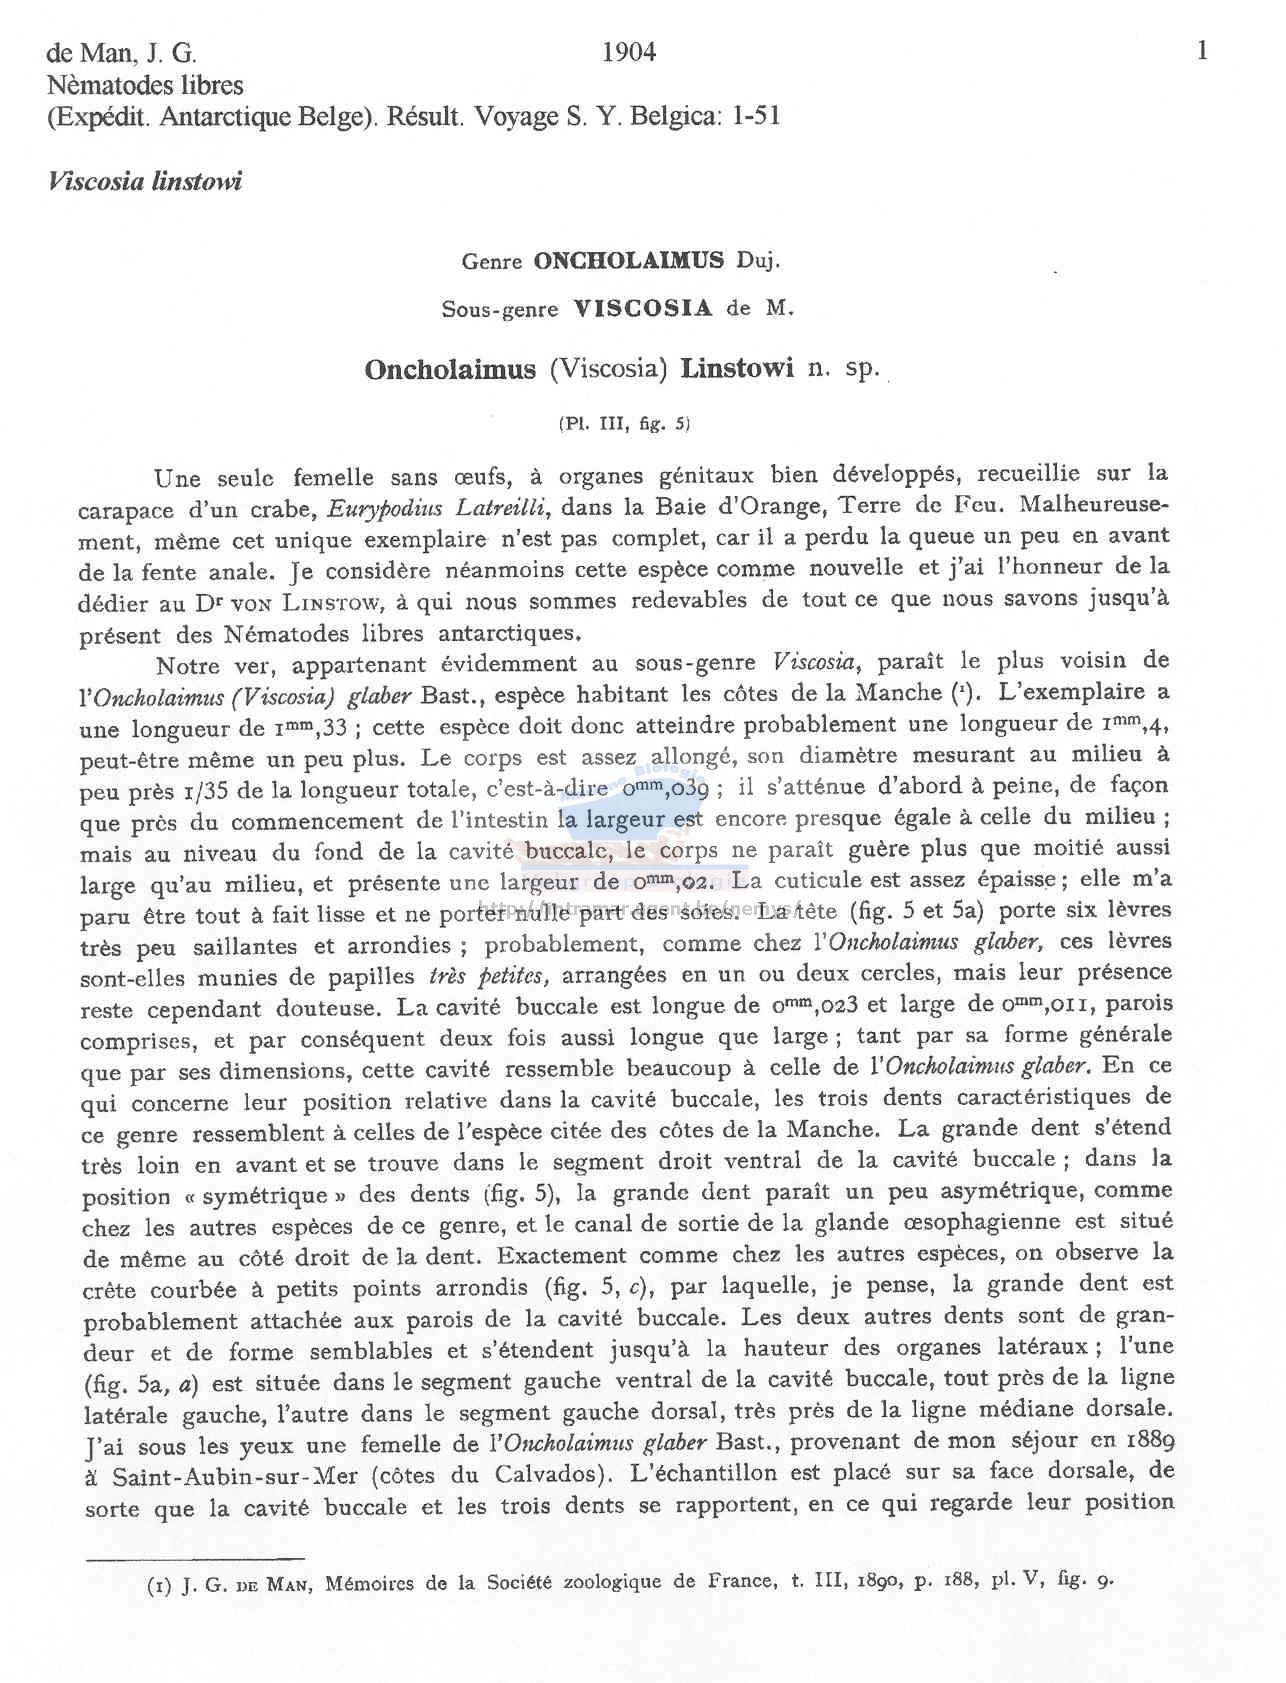 de Man, J. G. 1904 1
Nèmatodes libres
(Expédit. Antarctique Belge). Résult. Voyage S. Y. Belgica: 1-51
Viscosia linstowi
Genre ONCHOLAIMUS Duj.
Sous-genre VISCOSIA de M.
Oncholaimus (Viscosia) Linstowi n. sp.
(Pl. III, fig. 5)
Une seule femelle sans œufs, à organes génitaux bien développés, recueillie sur la
carapace d'un crabe, Eurypodius Latreilli, dans la Baie d'Orange, Terre de Feu. Malheureuse-
ment, même cet unique exemplaire n'est pas complet, car il a perdu la queue un peu en avant
de la fente anale. Je considère néanmoins cette espèce comme nouvelle et j'ai l'honneur de la
dédier au Dr von Linstow, à qui nous sommes redevables de tout ce que nous savons jusqu'à
présent des Nématodes libres antarctiques.
Notre ver, appartenant évidemment au sous-genre Viscosia, paraît le plus voisin de
l'Oncholaimus (Viscosia) glaber Bast., espèce habitant les côtes de la Manche (1). L'exemplaire a
une longueur de 1mm,33 ; cette espèce doit donc atteindre probablement une longueur de 1mm,4,
peut-être même un peu plus. Le corps est assez allongé, son diamètre mesurant au milieu à
peu près 1/35 de la longueur totale, c'est-à-dire 0mm,039 ; il s'atténue d'abord à peine, de façon
que près du commencement de l'intestin la largeur est encore presque égale à celle du milieu ;
mais au niveau du fond de la cavité buccale, le corps ne paraît guère plus que moitié aussi
large qu'au milieu, et présente une largeur de 0mm,02. La cuticule est assez épaisse ; elle m'a
paru être tout à fait lisse et ne porter nulle part des soies. La tête (fig. 5 et 5a) porte six lèvres
très peu saillantes et arrondies ; probablement, comme chez l'Oncholaimus glaber, ces lèvres
sont-elles munies de papilles très petites, arrangées en un ou deux cercles, mais leur présence
reste cependant douteuse. La cavité buccale est longue de 0mm,023 et large de 0mm,011, parois
comprises, et par conséquent deux fois aussi longue que large ; tant par sa forme générale
que par ses dimensions, cette cavité ressemble beaucoup à celle de l'Oncholaimus glaber. En ce
qui concerne leur position relative dans la cavité buccale, les trois dents caractéristiques de
ce genre ressemblent à celles de l'espèce citée des côtes de la Manche. La grande dent s'étend
très loin en avant et se trouve dans le segment droit ventral de la cavité buccale ; dans la
position « symétrique » des dents (fig. 5), la grande dent paraît un peu asymétrique, comme
chez les autres espèces de ce genre, et le canal de sortie de la glande œsophagienne est situé
de même au côté droit de la dent. Exactement comme chez les autres espèces, on observe la
crête courbée à petits points arrondis (fig. 5, c), par laquelle, je pense, la grande dent est
probablement attachée aux parois de la cavité buccale. Les deux autres dents sont de gran-
deur et de forme semblables et s'étendent jusqu'à la hauteur des organes latéraux ; l'une
(fig. 5a, a) est située dans le segment gauche ventral de la cavité buccale, tout près de la ligne
latérale gauche, l'autre dans le segment gauche dorsal, très près de la ligne médiane dorsale.
J'ai sous les yeux une femelle de l'Oncholaimus glaber Bast., provenant de mon séjour en 1889
à Saint-Aubin-sur-Mer (côtes du Calvados). L'échantillon est placé sur sa face dorsale, de
sorte que la cavité buccale et les trois dents se rapportent, en ce qui regarde leur position
(1) J. G. de Man, Mémoires de la Société zoologique de France, t. III, 1890, p. 188, pl. V, fig. 9.